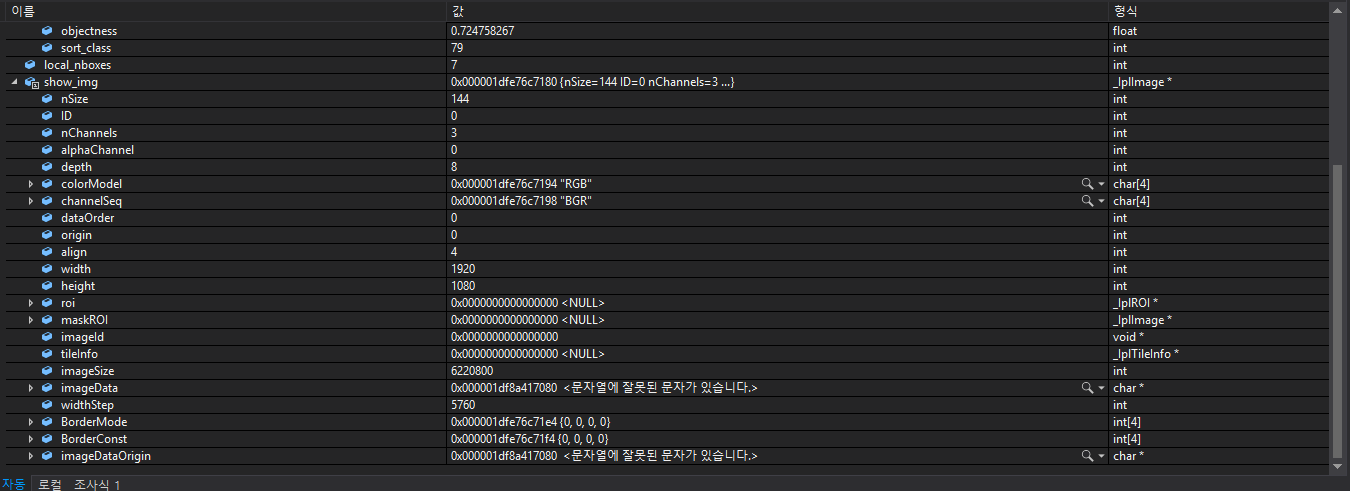 이름 값 형식
objectness 0.724758267 float
sort_class 79 int
local_nboxes 7 int
show_img 0x000001dfe76c7180 {nSize=144 ID=0 nChannels=3 ...} _IplImage *
nSize 144 int
ID 0 int
nChannels 3 int
alphaChannel 0 int
depth 8 int
colorModel 0x000001dfe76c7194 "RGB" char[4]
channelSeq 0x000001dfe76c7198 "BGR" char[4]
dataOrder 0 int
origin 0 int
align 4 int
width 1920 int
height 1080 int
roi 0x0000000000000000 <NULL> _IplROI *
maskROI 0x0000000000000000 <NULL> _IplImage *
imageId 0x0000000000000000 void *
tileInfo 0x0000000000000000 <NULL> _IplTileInfo *
imageSize 6220800 int
imageData 0x000001df8a417080 <문자열에 잘못된 문자가 있습니다.> char *
widthStep 5760 int
BorderMode 0x000001dfe76c71e4 {0, 0, 0, 0} int[4]
BorderConst 0x000001dfe76c71f4 {0, 0, 0, 0} int[4]
imageDataOrigin 0x000001df8a417080 <문자열에 잘못된 문자가 있습니다.> char *
자동 로컬 조사식 1